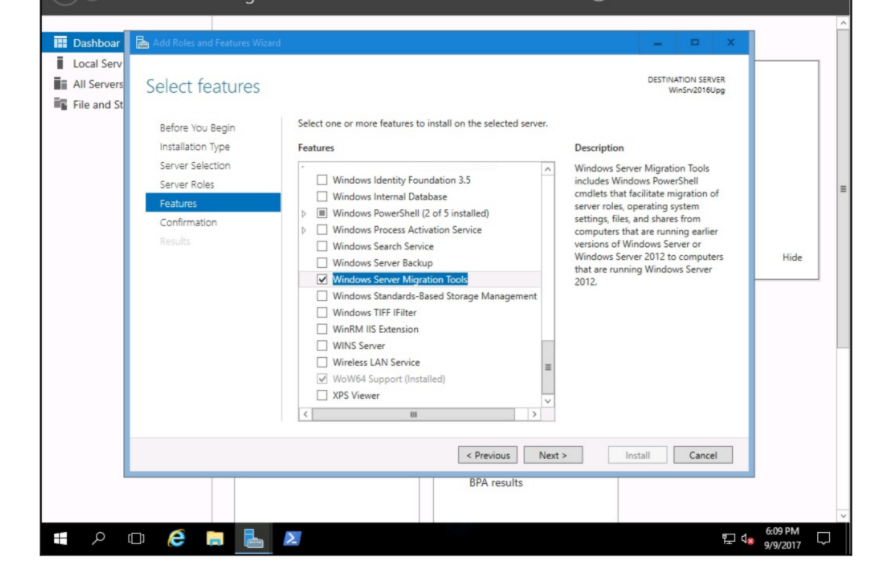 Dashboar
Local Serv
All Servers
File and St
Add Roles and Features Wizard
Select features
DESTINATION SERVER
WinSrv2016Upg
Before You Begin
Installation Type
Server Selection
Server Roles
Features
Confirmation
Results
Select one or more features to install on the selected server.
Features
Windows Identity Foundation 3.5
Windows Internal Database
Windows PowerShell (2 of 5 installed)
Windows Process Activation Service
Windows Search Service
Windows Server Backup
Windows Server Migration Tools
Windows Standards-Based Storage Management
Windows TIFF IFilter
WinRM IIS Extension
WINS Server
Wireless LAN Service
WoW64 Support (Installed)
XPS Viewer
Description
Windows Server Migration Tools
includes Windows PowerShell
cmdlets that facilitate migration of
server roles, operating system
settings, files, and shares from
computers that are running earlier
versions of Windows Server or
Windows Server 2012 to computers
that are running Windows Server
2012.
Hide
< Previous
Next >
Install
Cancel
BPA results
6:09 PM
9/9/2017